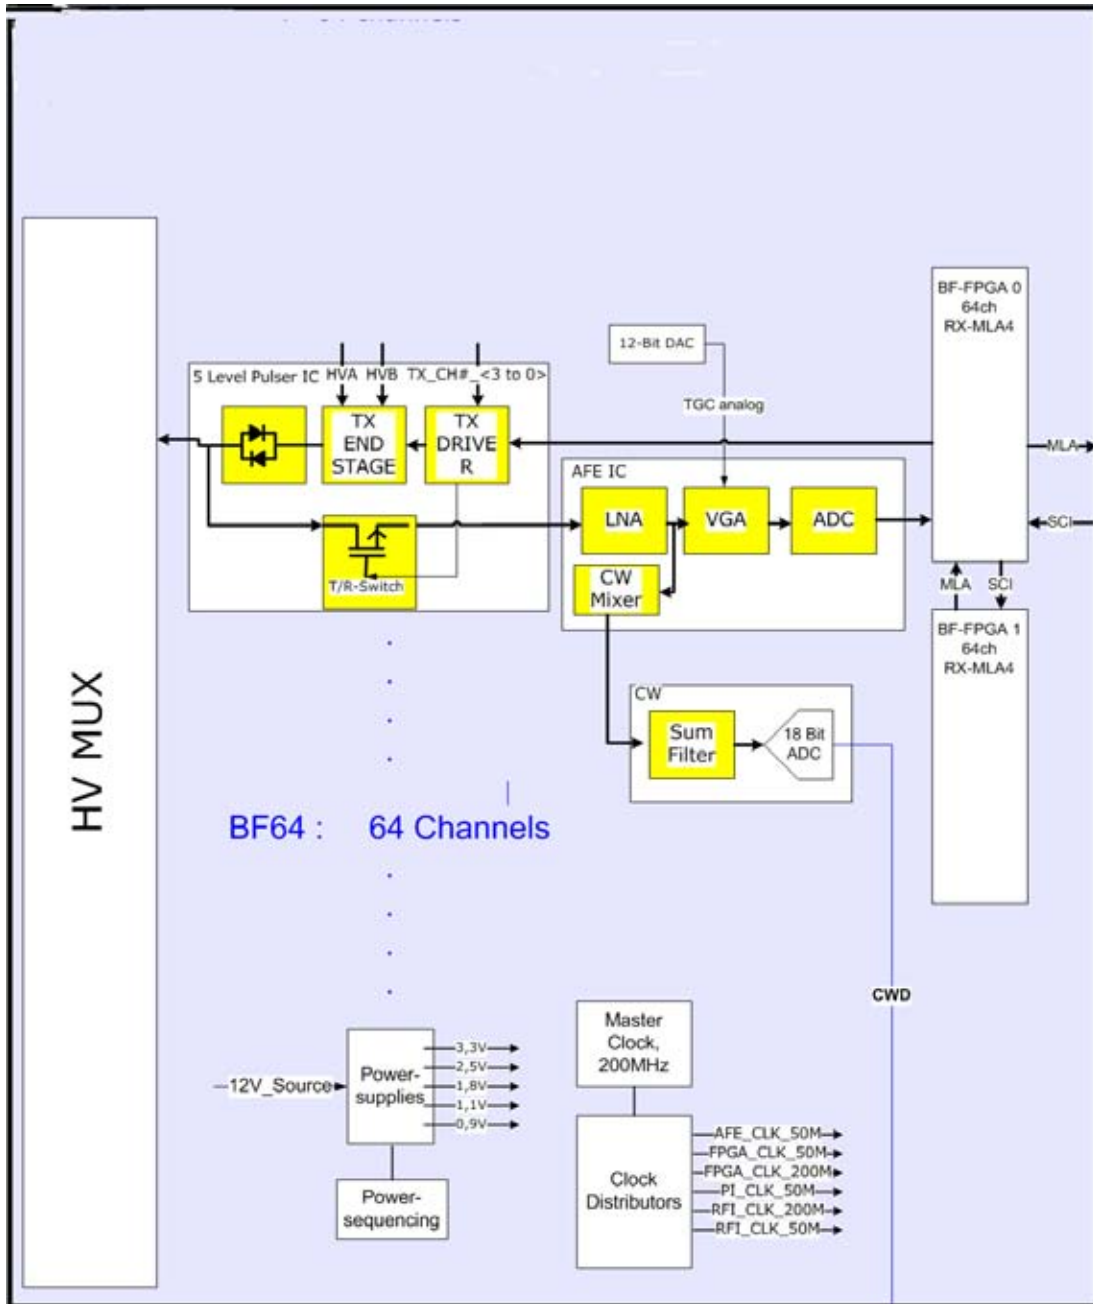 BF-FPGA 0
64ch
RX-MLA4
12-Bit DAC
5 Level Pulser IC
HVA
HVB
TX_CH#_<3 to 0>
TGC analog
TX
END
STAGE
TX
DRIVE
R
MLA
AFE IC
LNA
VGA
ADC
SCI
T/R-Switch
CW
Mixer
MLA
SCI
BF-FPGA 1
64ch
RX-MLA4
CW
Sum
Filter
18 Bit
ADC
HV MUX
BF64 : 64 Channels
CWD
Master
Clock,
200MHz
12V_Source
Power-
supplies
3,3V
2,5V
1,8V
1,1V
0,9V
Power-
sequencing
Clock
Distributors
AFE_CLK_50M
FPGA_CLK_50M
FPGA_CLK_200M
PI_CLK_50M
RFI_CLK_200M
RFI_CLK_50M